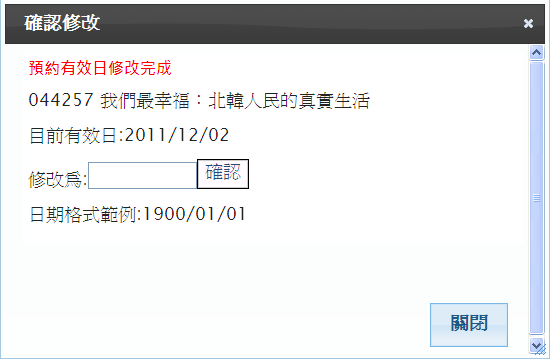 確認修改
預約有效日修改完成
044257 我們最幸福：北韓人民的真實生活
目前有效日:2011/12/02
修改為: 確認
日期格式範例:1900/01/01
關閉